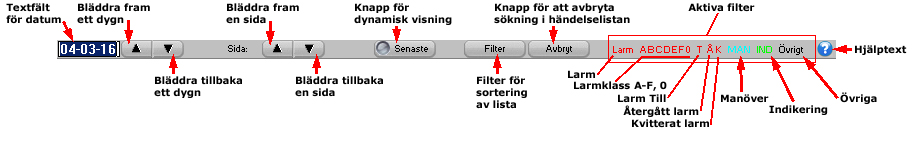 Textfält
för datum
Bläddra fram
ett dygn
Bläddra fram
en sida
Knapp för
dynamisk visning
Knapp för att avbryta
sökning i händelselistan
Aktiva filter
04-03-16
Sida:
Senaste
Filter
Avbryt
Larm ABCDEF0 T Å K MAN IND Övrigt
?
Hjälptext
Bläddra tillbaka
ett dygn
Bläddra tillbaka
en sida
Filter för
sortering
av lista
Larm
Larmklass A-F, 0
Larm Till
Återgått larm
Kvitterat larm
Manöver
Indikering
Övriga